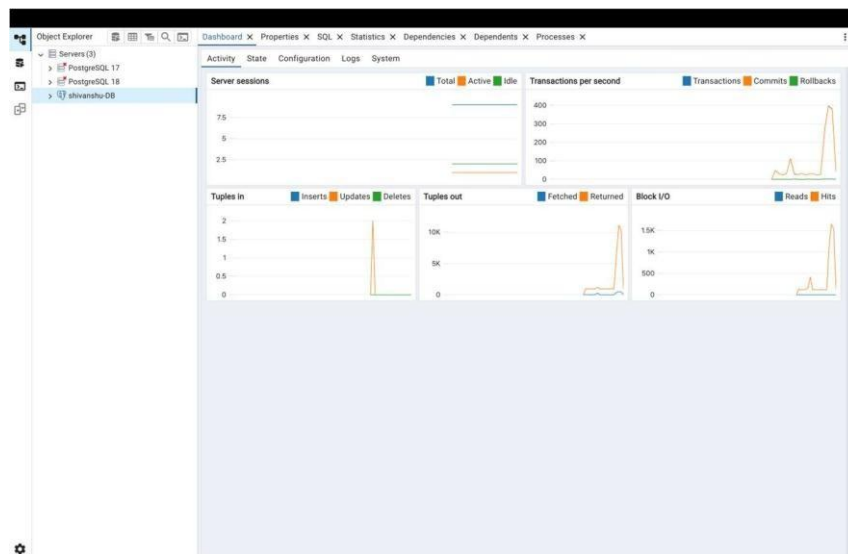 Object Explorer
Servers (3)
PostgreSQL 17
PostgreSQL 18
shivanshu-DB
Dashboard Properties SQL Statistics Dependencies Dependents Processes
Activity State Configuration Logs System
Server sessions Total Active Idle
7.5
5
2.5
Transactions per second Transactions Commits Rollbacks
400
300
200
100
0
Tuples in Inserts Updates Deletes
2
1.5
1
0.5
0
Tuples out Fetched Returned
10K
5K
0
Block I/O Reads Hits
1.5K
1K
500
0